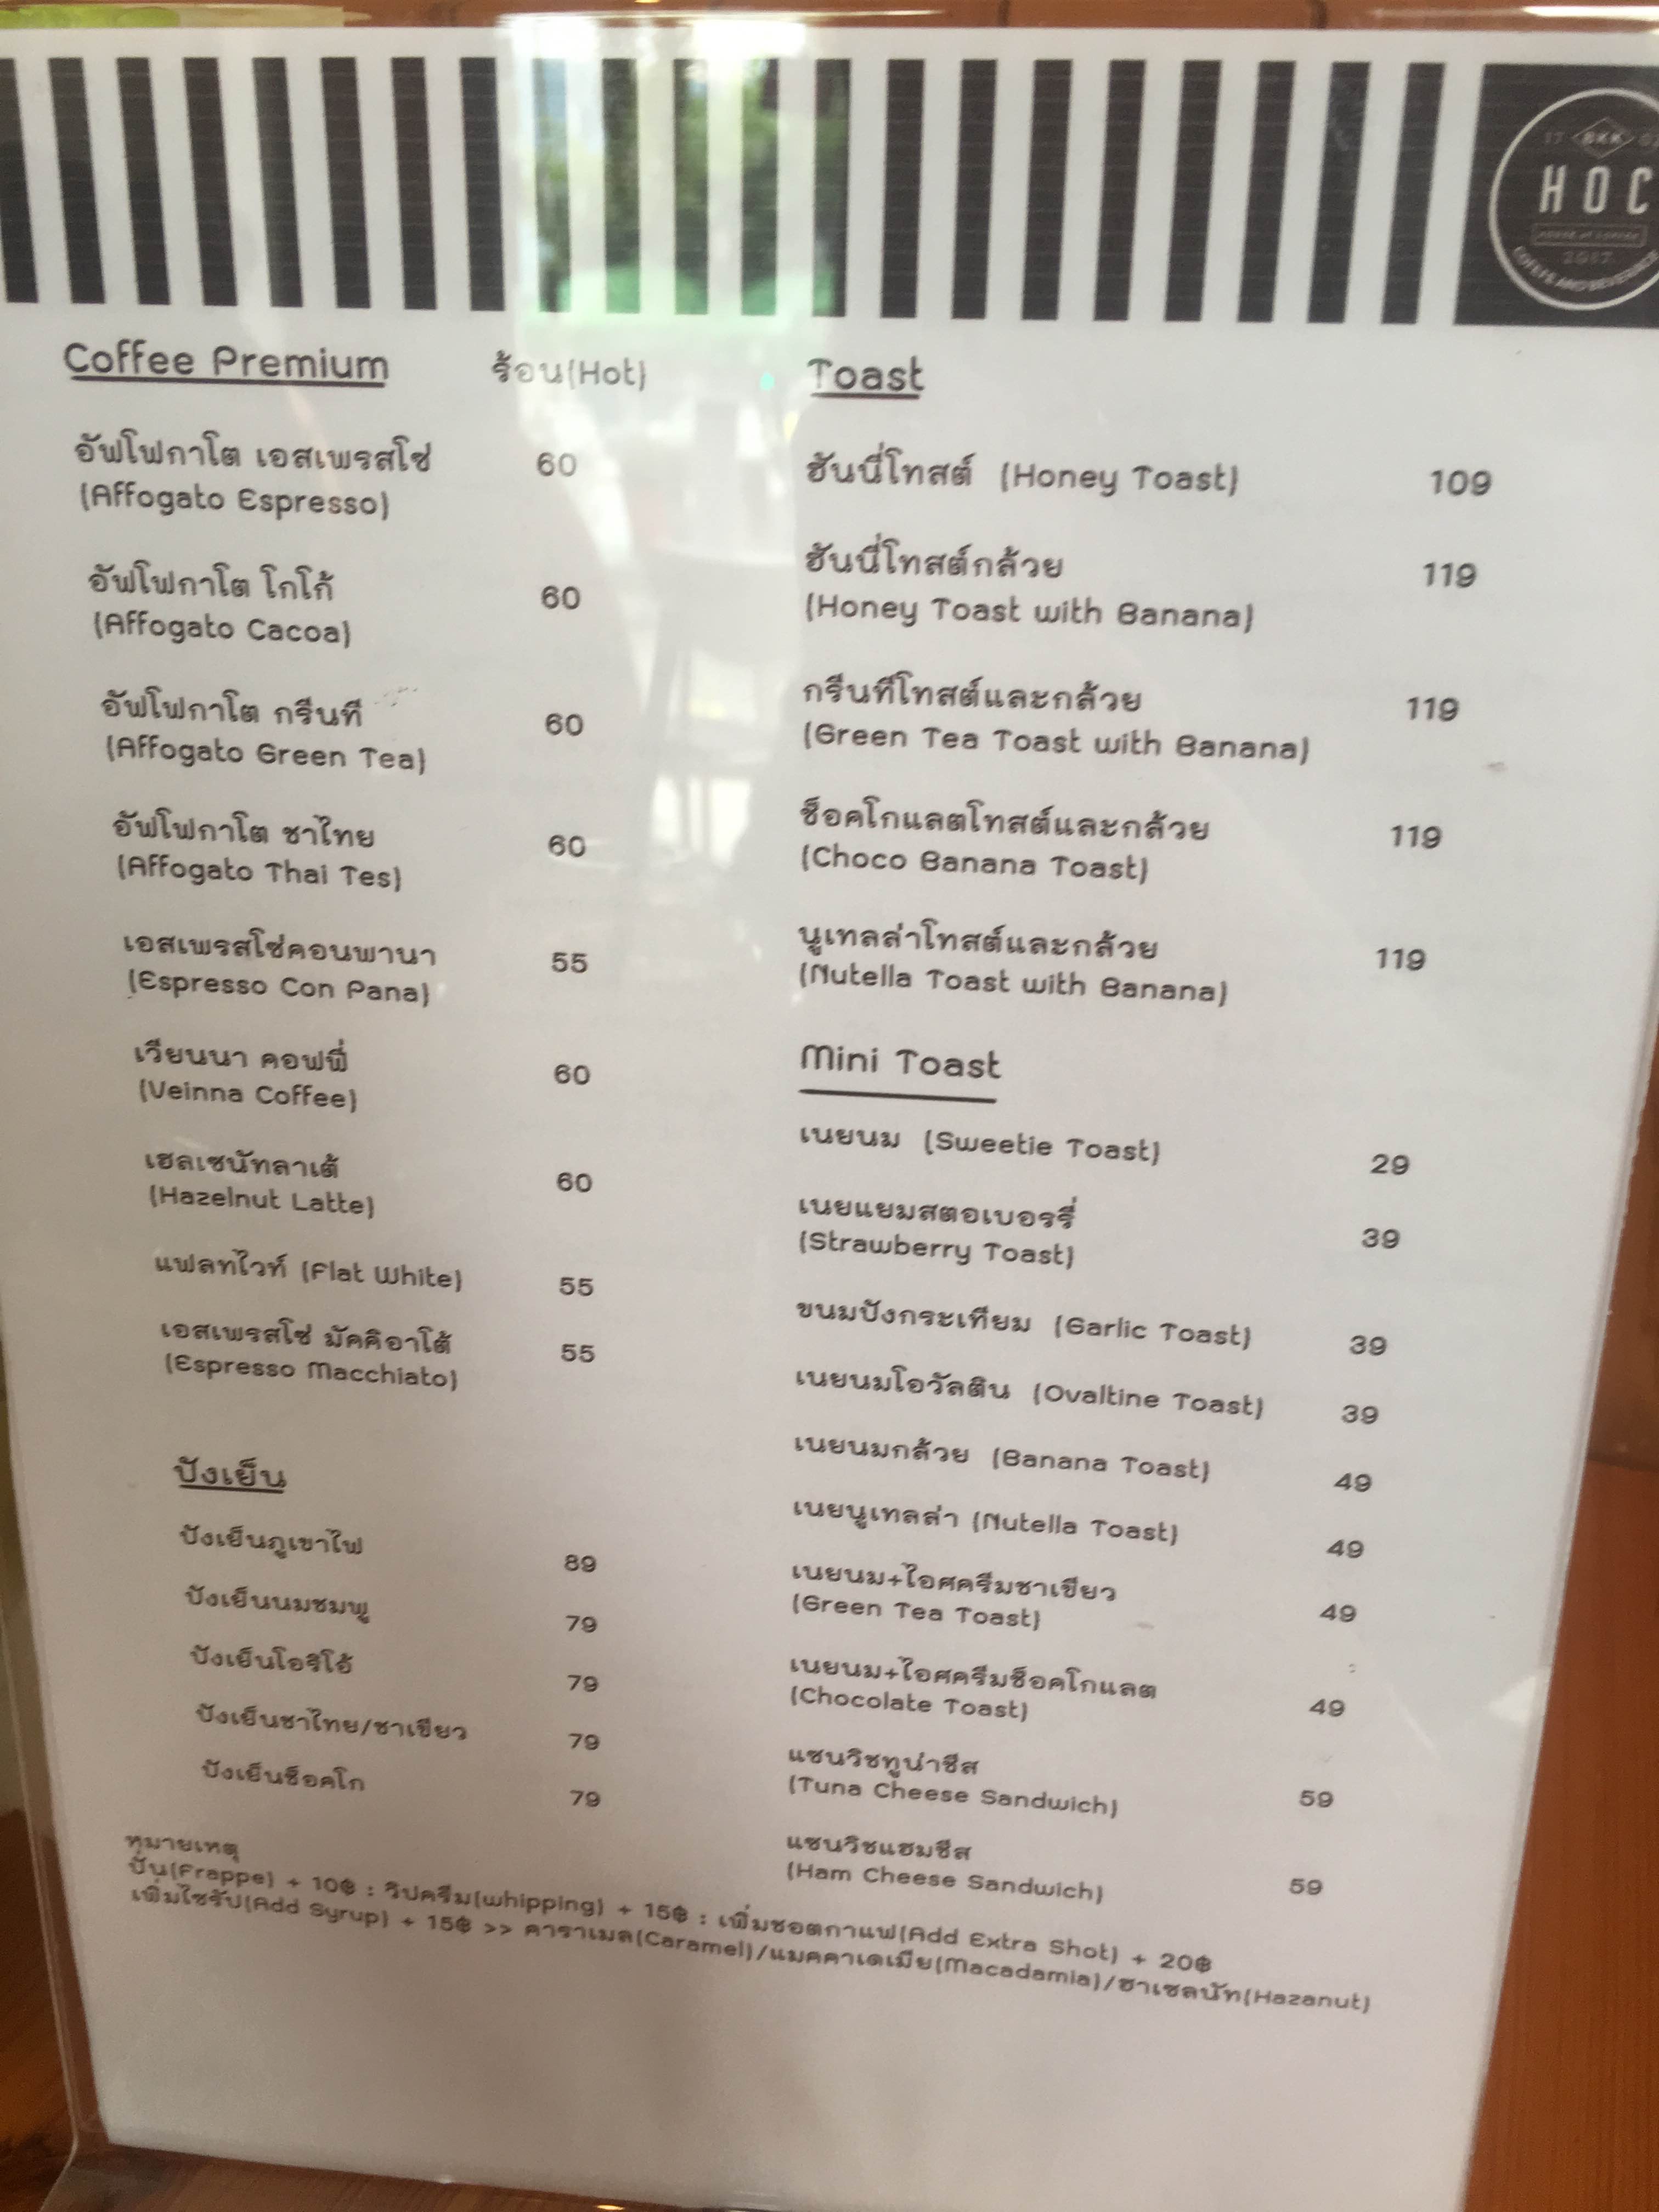 17 BKK
HOC
HOUSE of COFFEE
2017
COFFEE AND BEVERAGE
Coffee Premium ร้อน(Hot)
อัฟโฟกาโต เอสเพรสโซ่ 60
(Affogato Espresso)
อัฟโฟกาโต โกโก้ 60
(Affogato Cacoa)
อัฟโฟกาโต กรีนที 60
(Affogato Green Tea)
อัฟโฟกาโต ชาไทย 60
(Affogato Thai Tes)
เอสเพรสโซ่คอนพานา 55
(Espresso Con Pana)
เวียนนา คอฟฟี่ 60
(Veinna Coffee)
เฮลเซนัทลาเต้ 60
(Hazelnut Latte)
แฟลทไวท์ (Flat White) 55
เอสเพรสโซ่ มัคคิอาโต้ 55
(Espresso Macchiato)
ปังเย็น
ปังเย็นภูเขาไฟ 89
ปังเย็นนมชมพู 79
ปังเย็นโอริโอ้ 79
ปังเย็นชาไทย/ชาเขียว 79
ปังเย็นช็อคโก 79
Toast
ฮันนี่โทสต์ (Honey Toast) 109
ฮันนี่โทสต์กล้วย 119
(Honey Toast with Banana)
กรีนทีโทสต์และกล้วย 119
(Green Tea Toast with Banana)
ช็อคโกแลตโทสต์และกล้วย 119
(Choco Banana Toast)
นูเทลล่าโทสต์และกล้วย 119
(Nutella Toast with Banana)
Mini Toast
เนยนม (Sweetie Toast) 29
เนยแยมสตอเบอรรี่ 39
(Strawberry Toast)
ขนมปังกระเทียม (Garlic Toast) 39
เนยนมโอวัลติน (Ovaltine Toast) 39
เนยนมกล้วย (Banana Toast) 49
เนยนูเทลล่า (Nutella Toast) 49
เนยนม+ไอศครีมชาเขียว 49
(Green Tea Toast)
เนยนม+ไอศครีมช็อคโกแลต 49
(Chocolate Toast)
แซนวิชทูน่าชีส 59
(Tuna Cheese Sandwich)
แซนวิชแฮมชีส 59
(Ham Cheese Sandwich)
หมายเหตุ
ปั่น(Frappe) + 10฿ : วิปครีม(whipping) + 15฿ : เพิ่มชอตกาแฟ(Add Extra Shot) + 20฿
เพิ่มไซรัป(Add Syrup) + 15฿ >> คาราเมล(Caramel)/แมคคาเดเมีย(Macadamia)/ฮาเซลนัท(Hazanut)